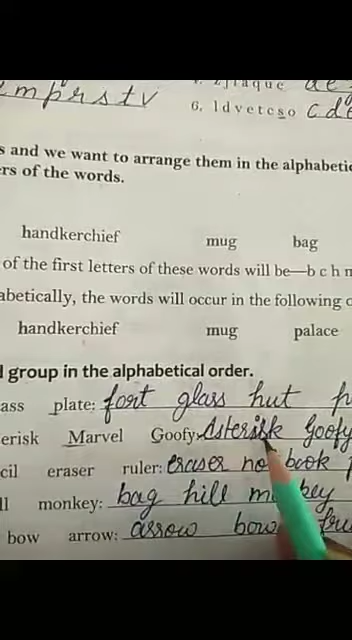 zjlaque
mprstv 6. ldvetcso cde
s and we want to arrange them in the alphabetic
ers of the words.
handkerchief mug bag
of the first letters of these words will be—b c h m
abetically, the words will occur in the following o
handkerchief mug palace
d group in the alphabetical order.
ass plate: fort glass hut
erisk Marvel Goofy: Asterisk Goofy
cil eraser ruler: eraser notebook p
ll monkey: bag hill monkey
bow arrow: arrow bow